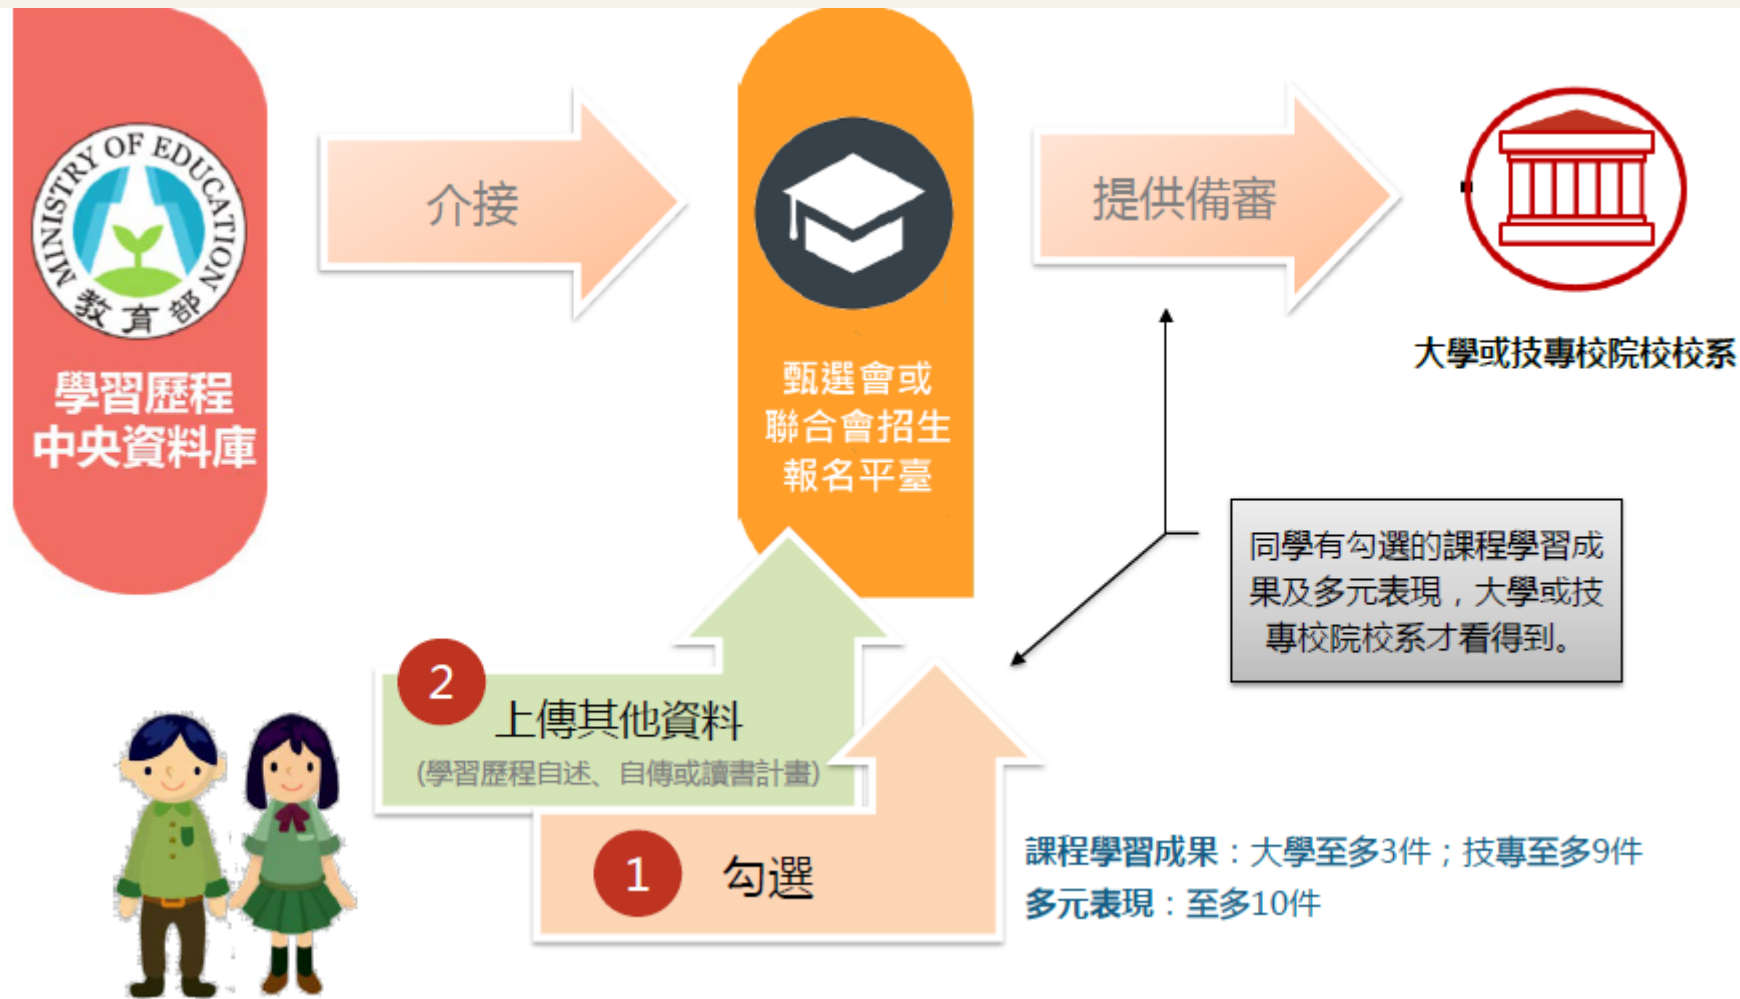 MINISTRY OF EDUCATION
教育部
學習歷程
中央資料庫
介接
甄選會或
聯合會招生
報名平臺
提供備審
大學或技專校院校校系
同學有勾選的課程學習成
果及多元表現，大學或技
專校院校系才看得到。
2
上傳其他資料
(學習歷程自述、自傳或讀書計畫)
1
勾選
課程學習成果：大學至多3件；技專至多9件
多元表現：至多10件